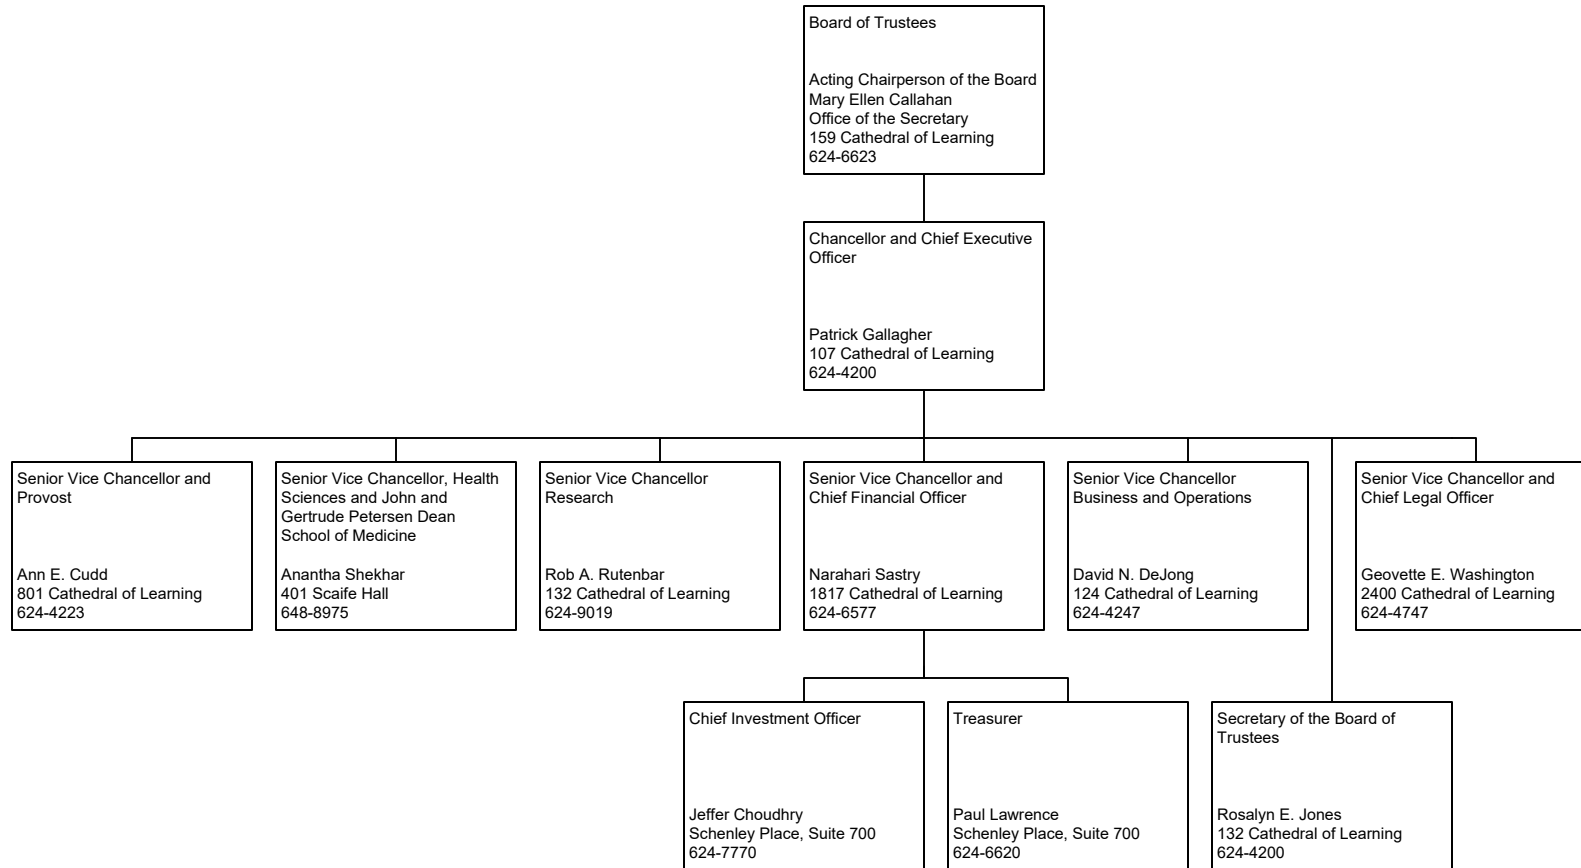 Board of Trustees
Acting Chairperson of the Board
Mary Ellen Callahan
Office of the Secretary
159 Cathedral of Learning
624-6623
Chancellor and Chief Executive
Officer
Patrick Gallagher
107 Cathedral of Learning
624-4200
Senior Vice Chancellor and
Provost
Ann E. Cudd
801 Cathedral of Learning
624-4223
Senior Vice Chancellor, Health
Sciences and John and
Gertrude Petersen Dean
School of Medicine
Anantha Shekhar
401 Scaife Hall
648-8975
Senior Vice Chancellor
Research
Rob A. Rutenbar
132 Cathedral of Learning
624-9019
Senior Vice Chancellor and
Chief Financial Officer
Narahari Sastry
1817 Cathedral of Learning
624-6577
Senior Vice Chancellor
Business and Operations
David N. DeJong
124 Cathedral of Learning
624-4247
Senior Vice Chancellor and
Chief Legal Officer
Geovette E. Washington
2400 Cathedral of Learning
624-4747
Chief Investment Officer
Jeffer Choudhry
Schenley Place, Suite 700
624-7770
Treasurer
Paul Lawrence
Schenley Place, Suite 700
624-6620
Secretary of the Board of
Trustees
Rosalyn E. Jones
132 Cathedral of Learning
624-4200